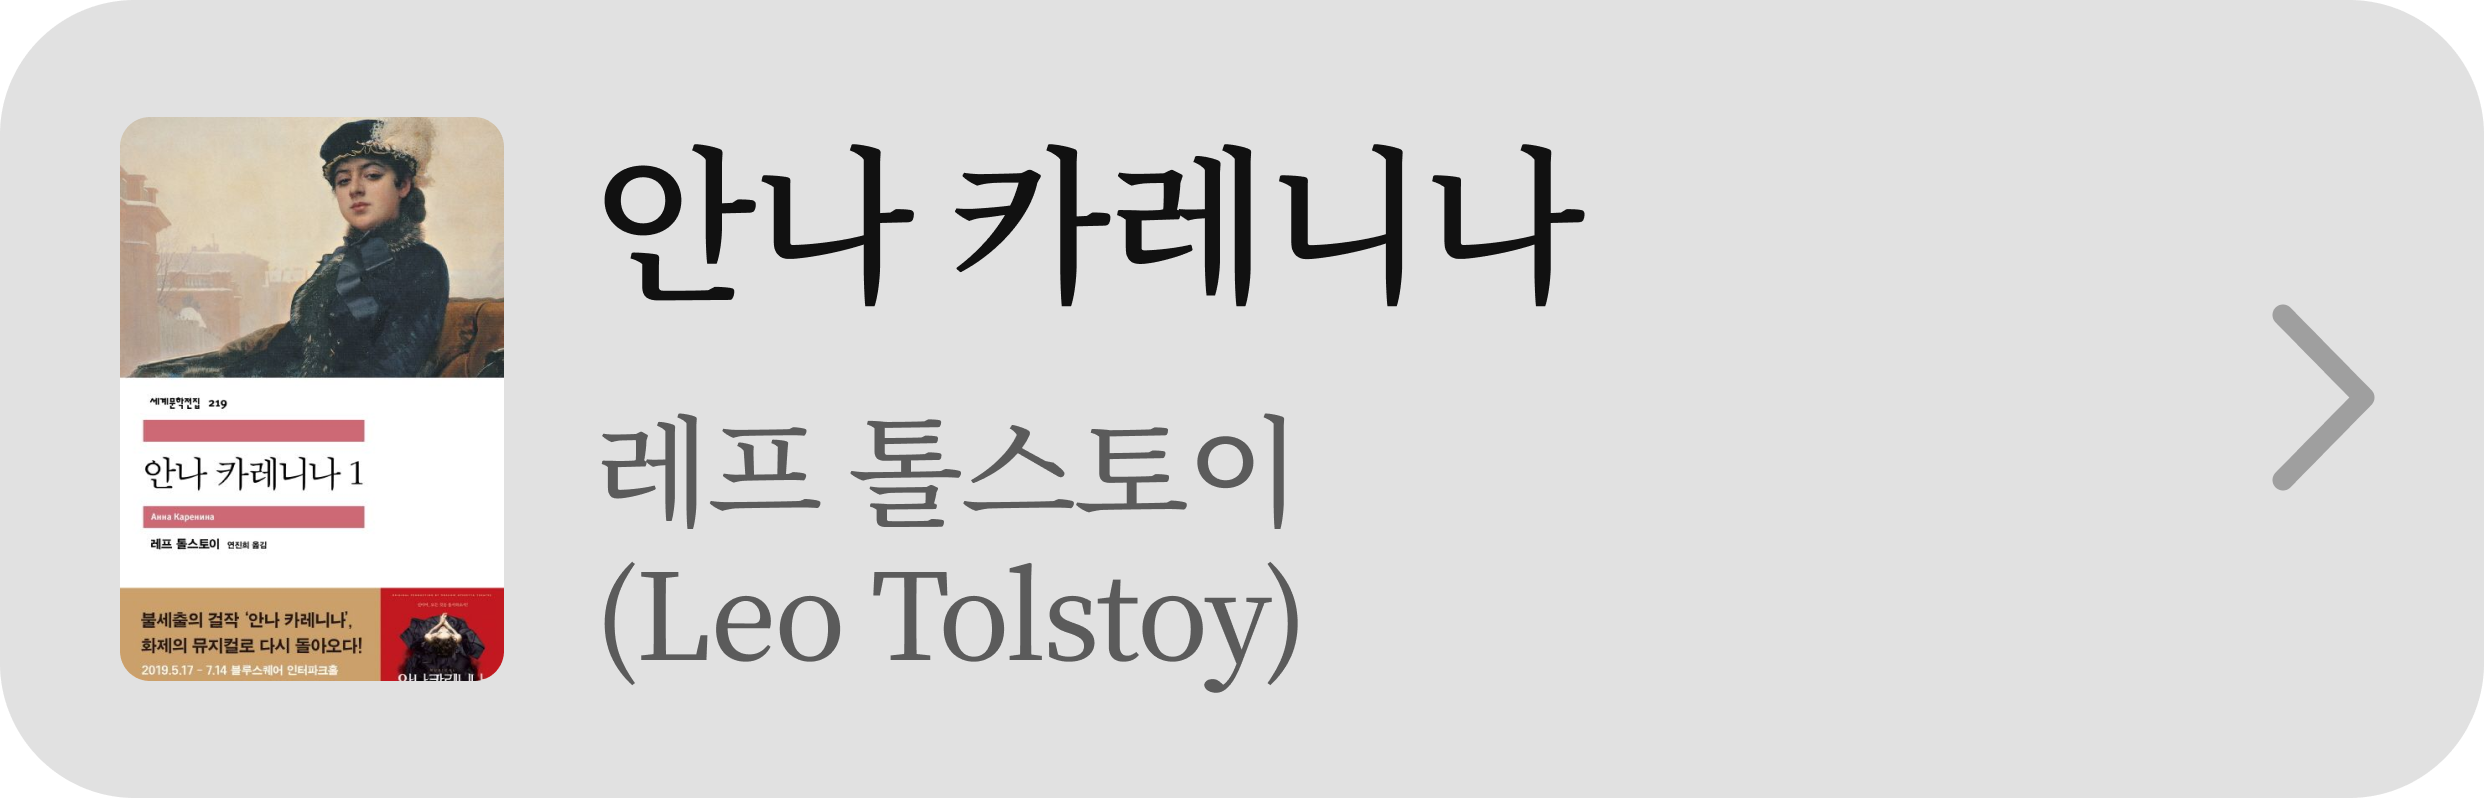 안나 카레니나
레프 톨스토이
(Leo Tolstoy)
세계문학전집 219
안나 카레니나 1
Анна Каренина
레프 톨스토이 연진희 옮김
불세출의 걸작 ‘안나 카레니나’,
화제의 뮤지컬로 다시 돌아오다!
2019.5.17 - 7.14 블루스퀘어 인터파크홀
안나 카레니나